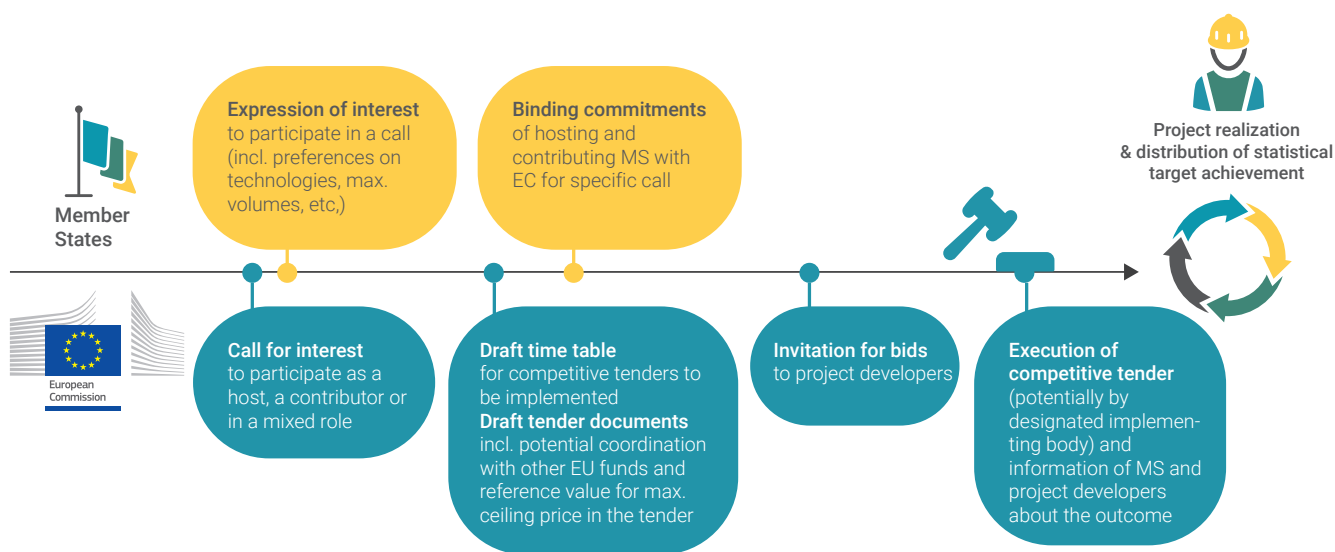 Member
States
Expression of interest
to participate in a call
(incl. preferences on
technologies, max.
volumes, etc,)
Binding commitments
of hosting and
contributing MS with
EC for specific call
Project realization
& distribution of statistical
target achievement
European
Commission
Call for interest
to participate as a
host, a contributor or
in a mixed role
Draft time table
for competitive tenders to
be implemented
Draft tender documents
incl. potential coordination
with other EU funds and
reference value for max.
ceiling price in the tender
Invitation for bids
to project developers
Execution of
competitive tender
(potentially by
designated implemen-
ting body) and
information of MS and
project developers
about the outcome